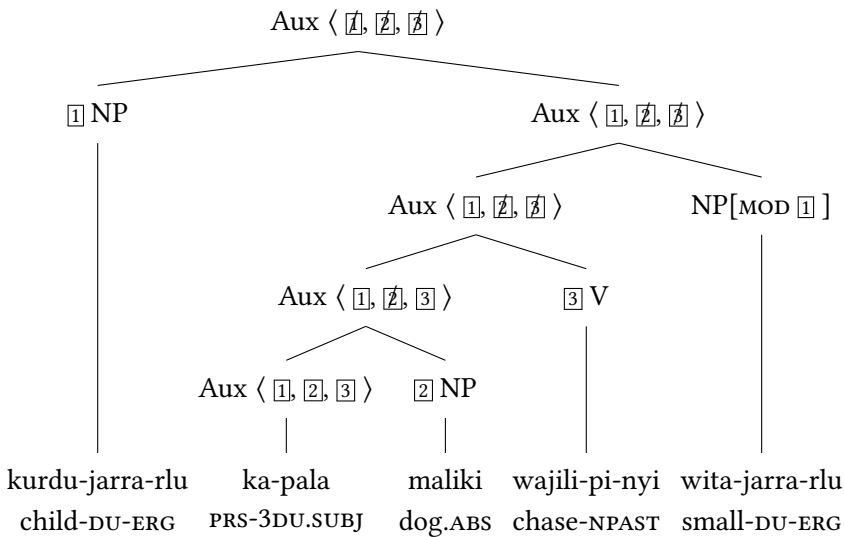 Aux ⟨ 1̸, 2̸, 3̸ ⟩
1 NP Aux ⟨ 1, 2̸, 3̸ ⟩
Aux ⟨ 1, 2̸, 3̸ ⟩ NP[MOD 1 ]
Aux ⟨ 1, 2̸, 3 ⟩ 3 V
Aux ⟨ 1, 2, 3 ⟩ 2 NP
kurdu-jarra-rlu ka-pala maliki wajili-pi-nyi wita-jarra-rlu
child-DU-ERG PRS-3DU.SUBJ dog.ABS chase-NPAST small-DU-ERG